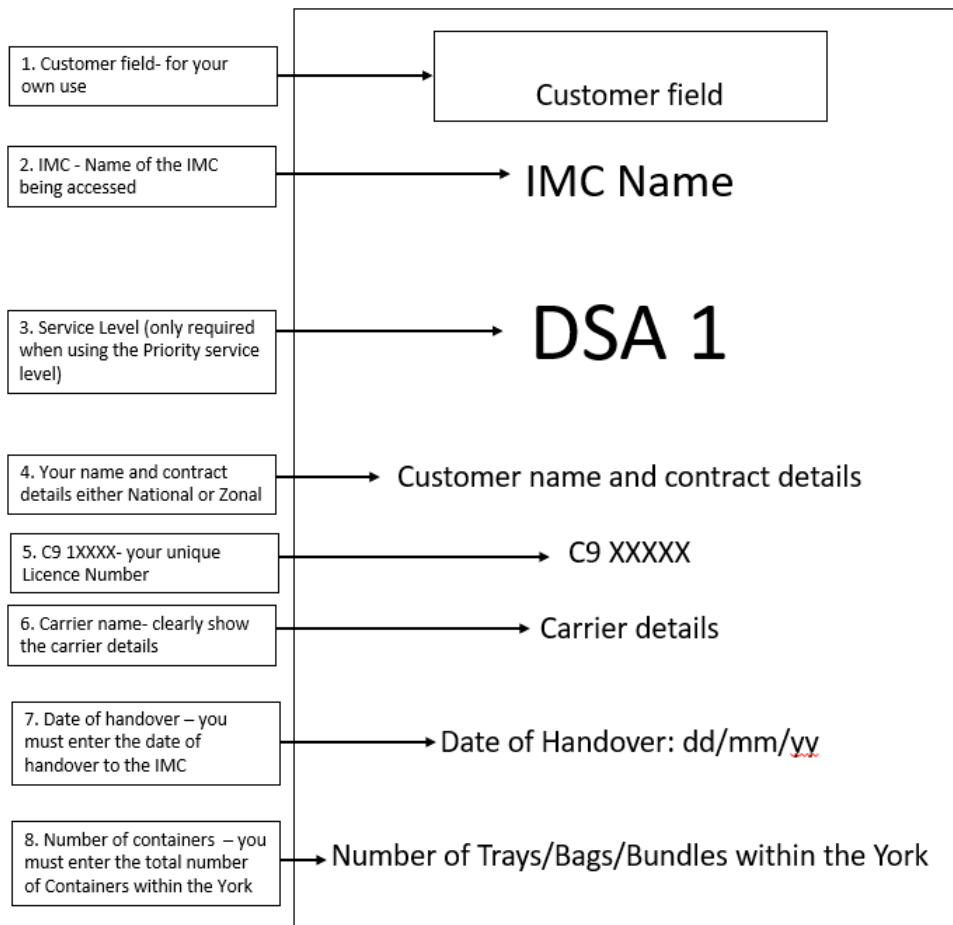 1. Customer field- for your
own use
Customer field
2. IMC - Name of the IMC
being accessed
IMC Name
3. Service Level (only required
when using the Priority service
level)
DSA 1
4. Your name and contract
details either National or Zonal
Customer name and contract details
5. C9 1XXXX- your unique
Licence Number
C9 XXXXX
6. Carrier name- clearly show
the carrier details
Carrier details
7. Date of handover – you
must enter the date of
handover to the IMC
Date of Handover: dd/mm/yy
8. Number of containers – you
must enter the total number
of Containers within the York
Number of Trays/Bags/Bundles within the York